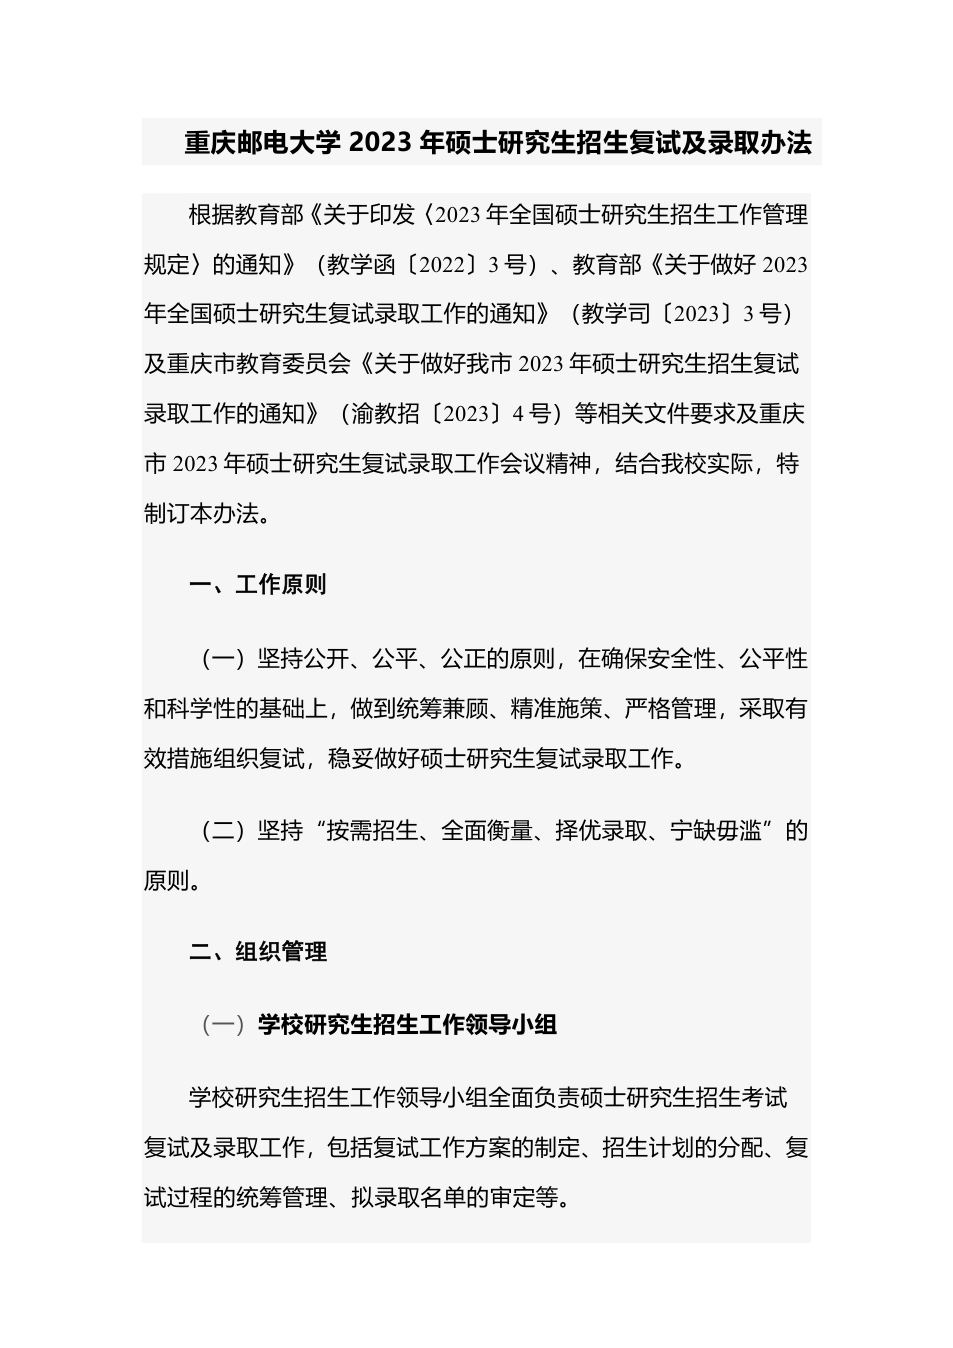 重庆邮电大学 2023 年硕士研究生招生复试及录取办法
根据教育部《关于印发〈2023 年全国硕士研究生招生工作管理
规定〉的通知》（教学函〔2022〕3 号）、教育部《关于做好 2023
年全国硕士研究生复试录取工作的通知》（教学司〔2023〕3 号）
及重庆市教育委员会《关于做好我市 2023 年硕士研究生招生复试
录取工作的通知》（渝教招〔2023〕4 号）等相关文件要求及重庆
市 2023 年硕士研究生复试录取工作会议精神，结合我校实际，特
制订本办法。
一、工作原则
（一）坚持公开、公平、公正的原则，在确保安全性、公平性
和科学性的基础上，做到统筹兼顾、精准施策、严格管理，采取有
效措施组织复试，稳妥做好硕士研究生复试录取工作。
（二）坚持“按需招生、全面衡量、择优录取、宁缺毋滥”的
原则。
二、组织管理
（一）学校研究生招生工作领导小组
学校研究生招生工作领导小组全面负责硕士研究生招生考试
复试及录取工作，包括复试工作方案的制定、招生计划的分配、复
试过程的统筹管理、拟录取名单的审定等。